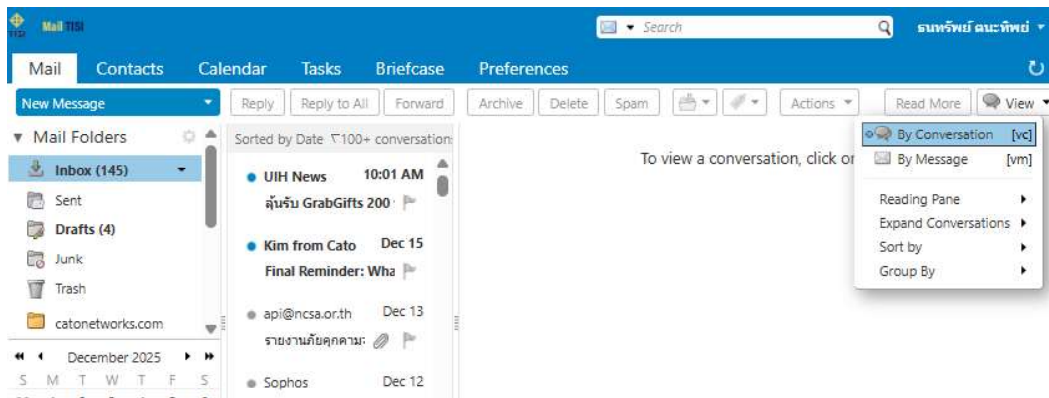 TISI Mail TISI
Search
ธนทรัพย์ ตนะทิพย์
Mail Contacts Calendar Tasks Briefcase Preferences
New Message Reply Reply to All Forward Archive Delete Spam Actions Read More View
Mail Folders
Sorted by Date 100+ conversation
By Conversation [vc]
By Message [vm]
Reading Pane
Expand Conversations
Sort by
Group By
To view a conversation, click or
Inbox (145)
Sent
Drafts (4)
Junk
Trash
catonetworks.com
UIH News 10:01 AM
ลุ้นรับ GrabGifts 200
Kim from Cato Dec 15
Final Reminder: Wha
api@ncsa.or.th Dec 13
รายงานภัยคุกคาม
Sophos Dec 12
December 2025
S M T W T F S